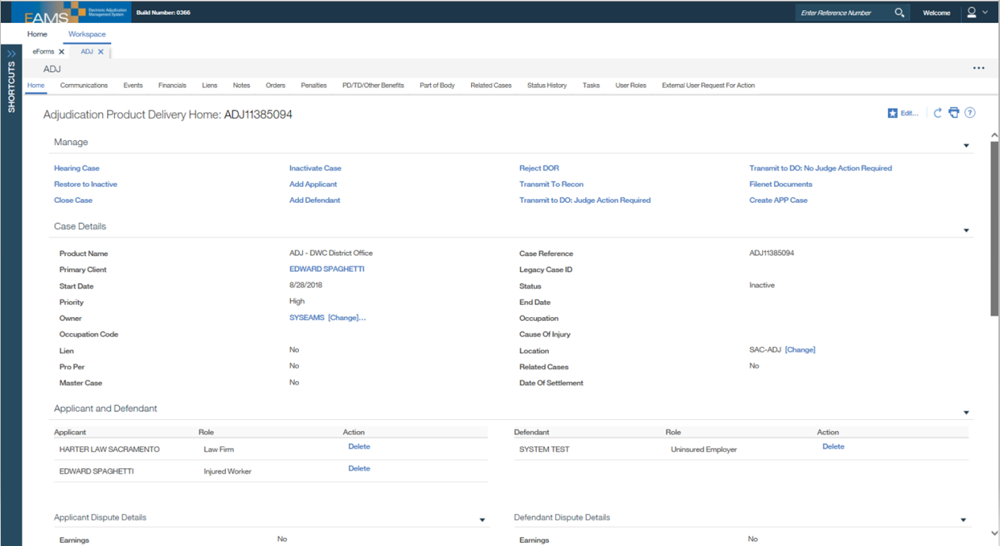 EAMS Electronic Adjudication Management System Build Number: 0366 Enter Reference Number Welcome
Home Workspace
eForms ADJ
SHORTCUTS
ADJ
Home Communications Events Financials Liens Notes Orders Penalties PD/TD/Other Benefits Part of Body Related Cases Status History Tasks User Roles External User Request For Action
Adjudication Product Delivery Home: ADJ11385094 Edit...
Manage
Hearing Case Inactivate Case Reject DOR Transmit to DO: No Judge Action Required
Restore to Inactive Add Applicant Transmit To Recon Filenet Documents
Close Case Add Defendant Transmit to DO: Judge Action Required Create APP Case
Case Details
Product Name ADJ - DWC District Office Case Reference ADJ11385094
Primary Client EDWARD SPAGHETTI Legacy Case ID
Start Date 8/28/2018 Status Inactive
Priority High End Date
Owner SYSEAMS [Change]... Occupation
Occupation Code Cause Of Injury
Lien No Location SAC-ADJ [Change]
Pro Per No Related Cases No
Master Case No Date Of Settlement
Applicant and Defendant
Applicant Role Action Defendant Role Action
HARTER LAW SACRAMENTO Law Firm Delete SYSTEM TEST Uninsured Employer Delete
EDWARD SPAGHETTI Injured Worker Delete
Applicant Dispute Details Defendant Dispute Details
Earnings No Earnings No